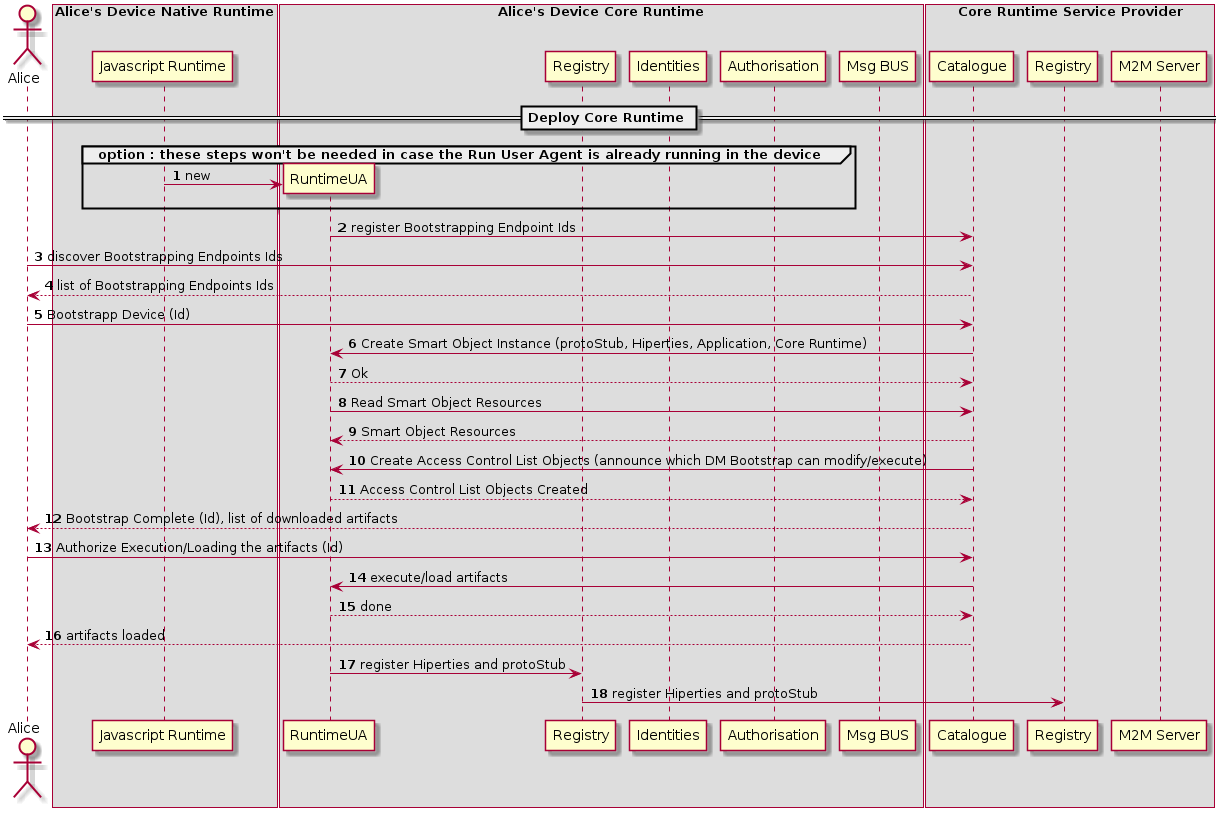 Alice's Device Native Runtime
Alice's Device Core Runtime
Core Runtime Service Provider
Alice
Javascript Runtime
Registry
Identities
Authorisation
Msg BUS
Catalogue
Registry
M2M Server
Deploy Core Runtime
option : these steps won't be needed in case the Run User Agent is already running in the device
1 new
RuntimeUA
2 register Bootstrapping Endpoint Ids
3 discover Bootstrapping Endpoints Ids
4 list of Bootstrapping Endpoints Ids
5 Bootstrapp Device (Id)
6 Create Smart Object Instance (protoStub, Hiperties, Application, Core Runtime)
7 Ok
8 Read Smart Object Resources
9 Smart Object Resources
10 Create Access Control List Objects (announce which DM Bootstrap can modify/execute)
11 Access Control List Objects Created
12 Bootstrap Complete (Id), list of downloaded artifacts
13 Authorize Execution/Loading the artifacts (Id)
14 execute/load artifacts
15 done
16 artifacts loaded
17 register Hiperties and protoStub
18 register Hiperties and protoStub
Alice
Javascript Runtime
RuntimeUA
Registry
Identities
Authorisation
Msg BUS
Catalogue
Registry
M2M Server